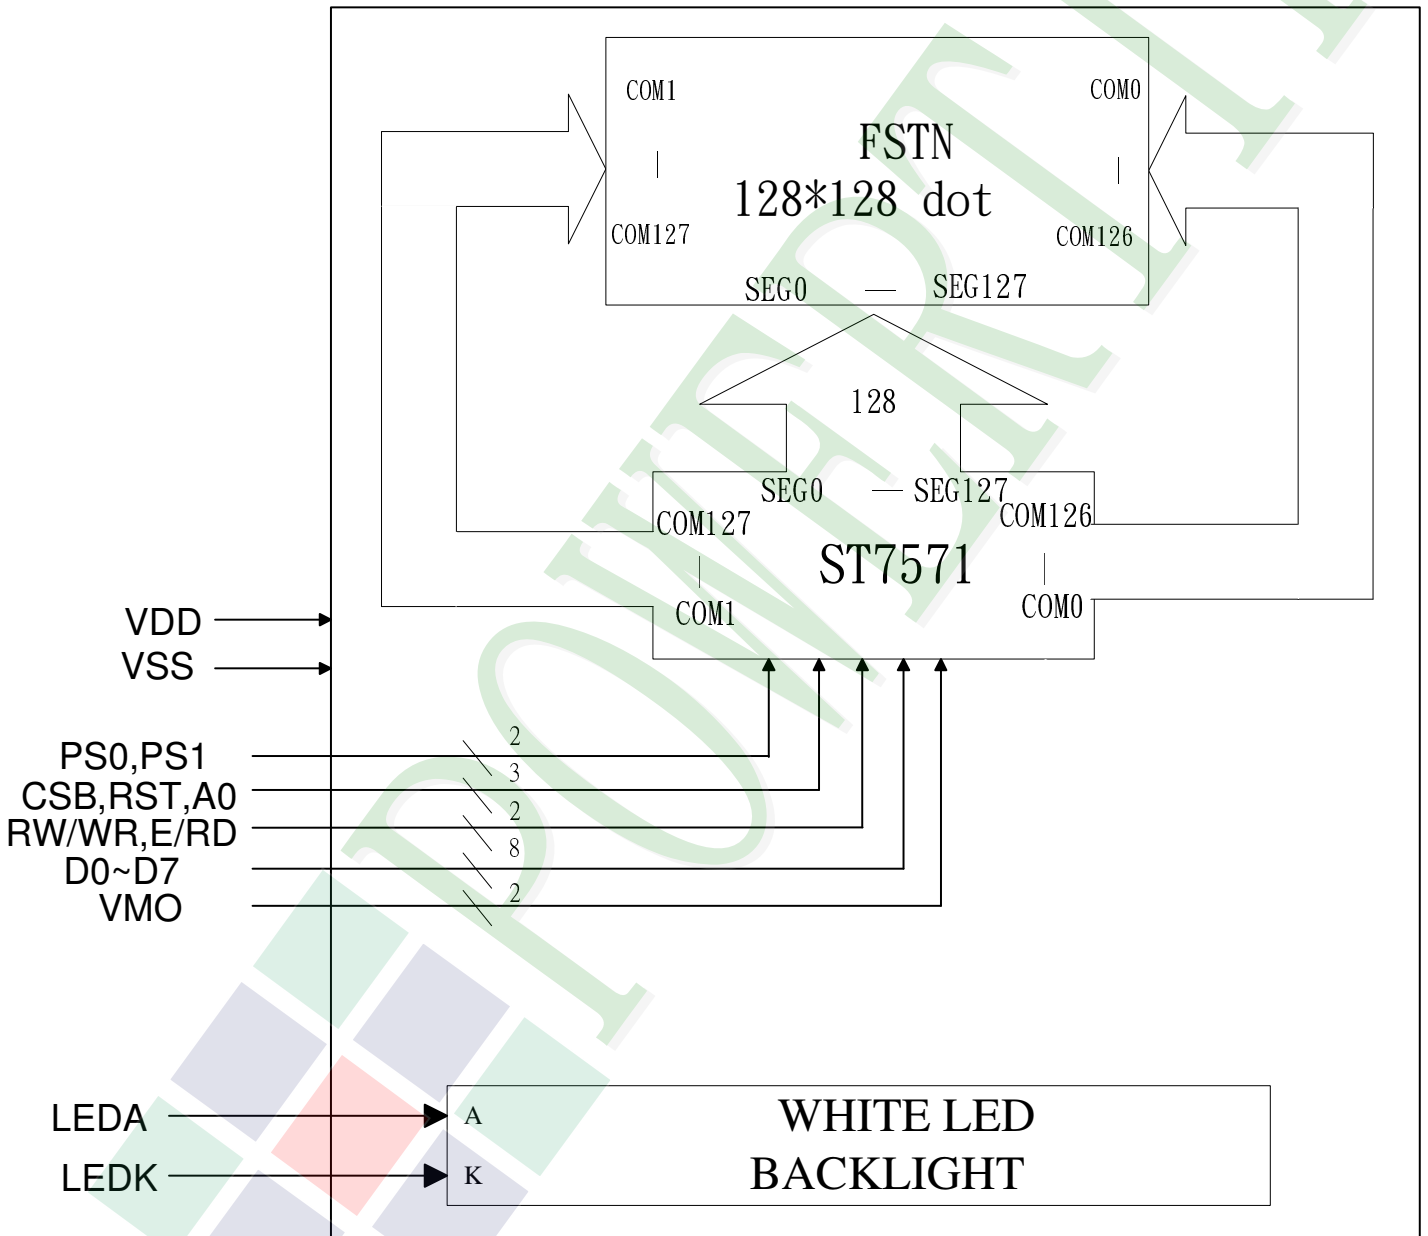 COM1
COM0
FSTN
128*128 dot
COM127
COM126
SEG0 — SEG127
128
SEG0 — SEG127
COM127
COM126
ST7571
COM1
COM0
VDD
VSS
PS0,PS1
2
CSB,RST,A0
3
RW/WR,E/RD
2
D0~D7
8
VMO
2
LEDA
A
WHITE LED
LEDK
K
BACKLIGHT